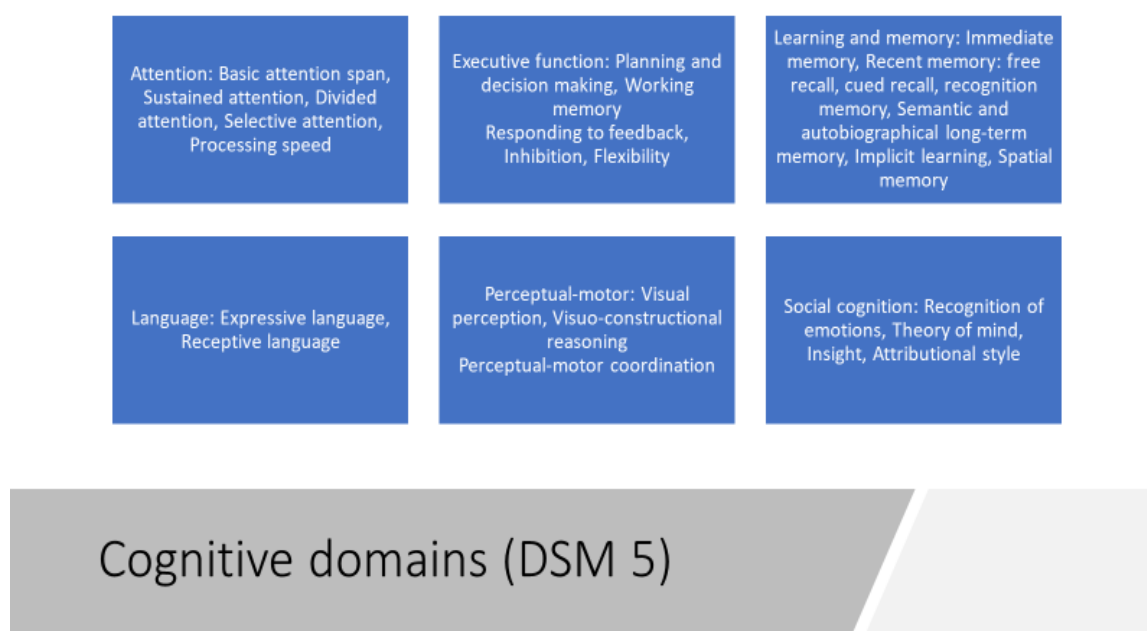 Attention: Basic attention span,
Sustained attention, Divided
attention, Selective attention,
Processing speed
Executive function: Planning and
decision making, Working
memory
Responding to feedback,
Inhibition, Flexibility
Learning and memory: Immediate
memory, Recent memory: free
recall, cued recall, recognition
memory, Semantic and
autobiographical long-term
memory, Implicit learning, Spatial
memory
Language: Expressive language,
Receptive language
Perceptual-motor: Visual
perception, Visuo-constructional
reasoning
Perceptual-motor coordination
Social cognition: Recognition of
emotions, Theory of mind,
Insight, Attributional style
Cognitive domains (DSM 5)